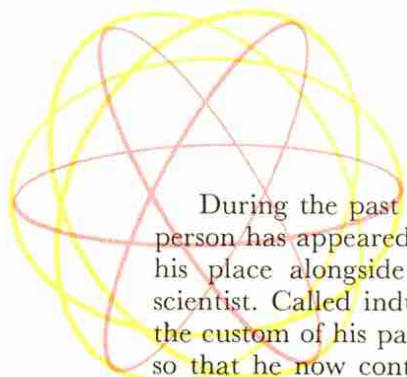 During the past
person has appeared
his place alongside
scientist. Called indu
the custom of his pa
so that he now cont